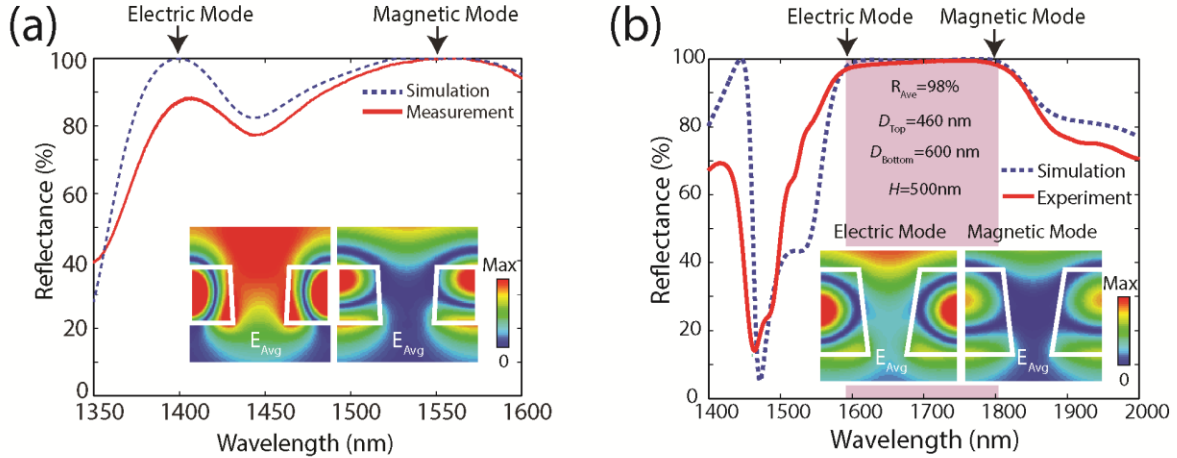 (a)
Electric Mode
Magnetic Mode
Reflectance (%)
100
80
60
40
20
0
Simulation
Measurement
E_Avg
E_Avg
Max
0
1350
1400
1450
1500
1550
1600
Wavelength (nm)
(b)
Electric Mode
Magnetic Mode
Reflectance (%)
100
80
60
40
20
0
R_Ave=98%
D_Top=460 nm
D_Bottom=600 nm
H=500nm
Simulation
Experiment
Electric Mode
Magnetic Mode
E_Avg
E_Avg
Max
0
1400
1500
1600
1700
1800
1900
2000
Wavelength (nm)